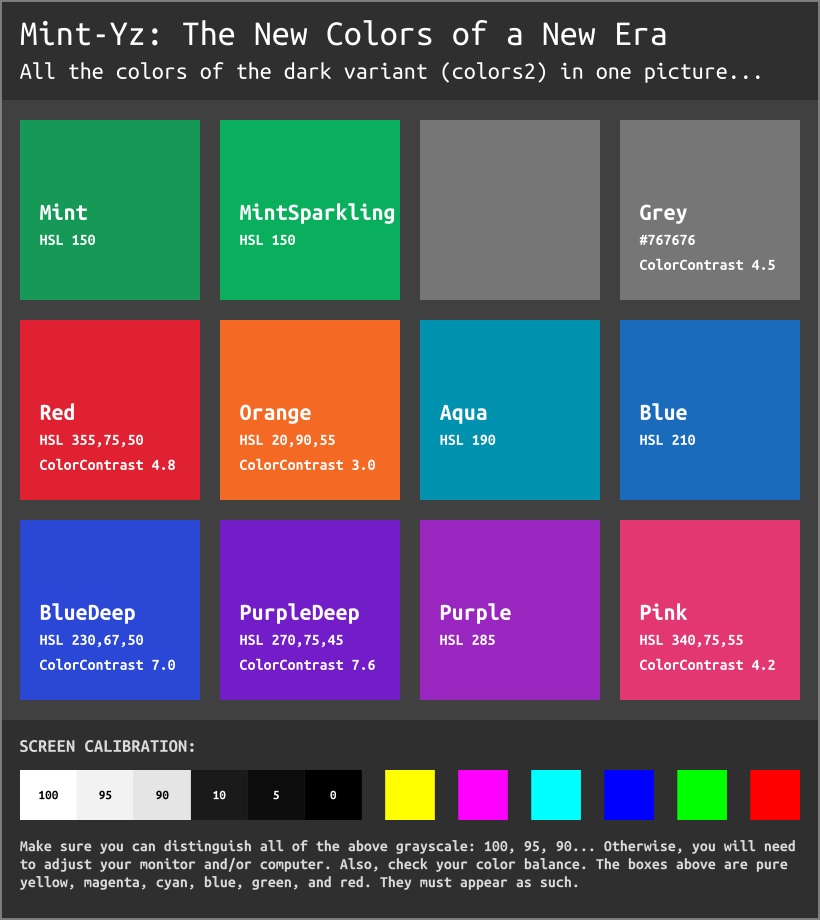 Mint-Yz: The New Colors of a New Era
All the colors of the dark variant (colors2) in one picture...
Mint
HSL 150
MintSparkling
HSL 150
Grey
#767676
ColorContrast 4.5
Red
HSL 355,75,50
ColorContrast 4.8
Orange
HSL 20,90,55
ColorContrast 3.0
Aqua
HSL 190
Blue
HSL 210
BlueDeep
HSL 230,67,50
ColorContrast 7.0
PurpleDeep
HSL 270,75,45
ColorContrast 7.6
Purple
HSL 285
Pink
HSL 340,75,55
ColorContrast 4.2
SCREEN CALIBRATION:
100 95 90 10 5 0
Make sure you can distinguish all of the above grayscale: 100, 95, 90... Otherwise, you will need
to adjust your monitor and/or computer. Also, check your color balance. The boxes above are pure
yellow, magenta, cyan, blue, green, and red. They must appear as such.